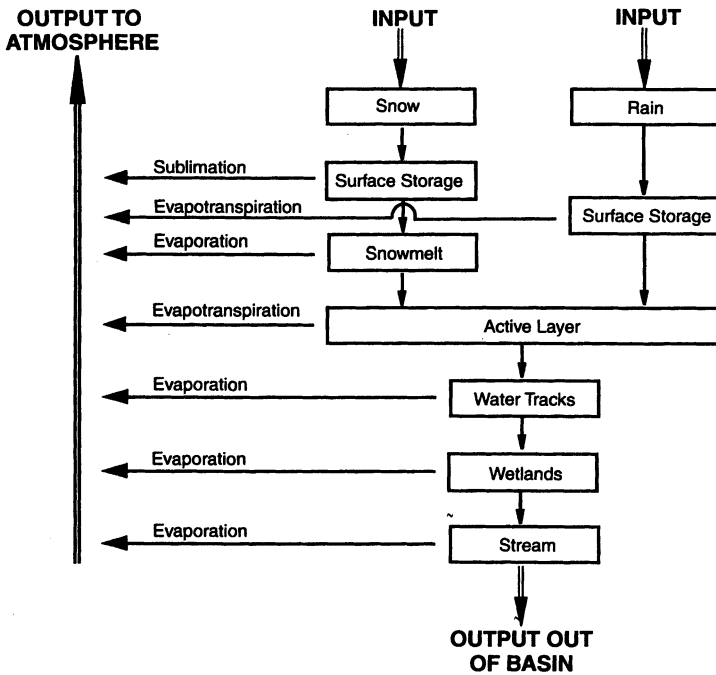 OUTPUT TO
ATMOSPHERE
INPUT
INPUT
Snow
Rain
Sublimation
Surface Storage
Evapotranspiration
Surface Storage
Evaporation
Snowmelt
Evapotranspiration
Active Layer
Evaporation
Water Tracks
Evaporation
Wetlands
Evaporation
Stream
OUTPUT OUT
OF BASIN